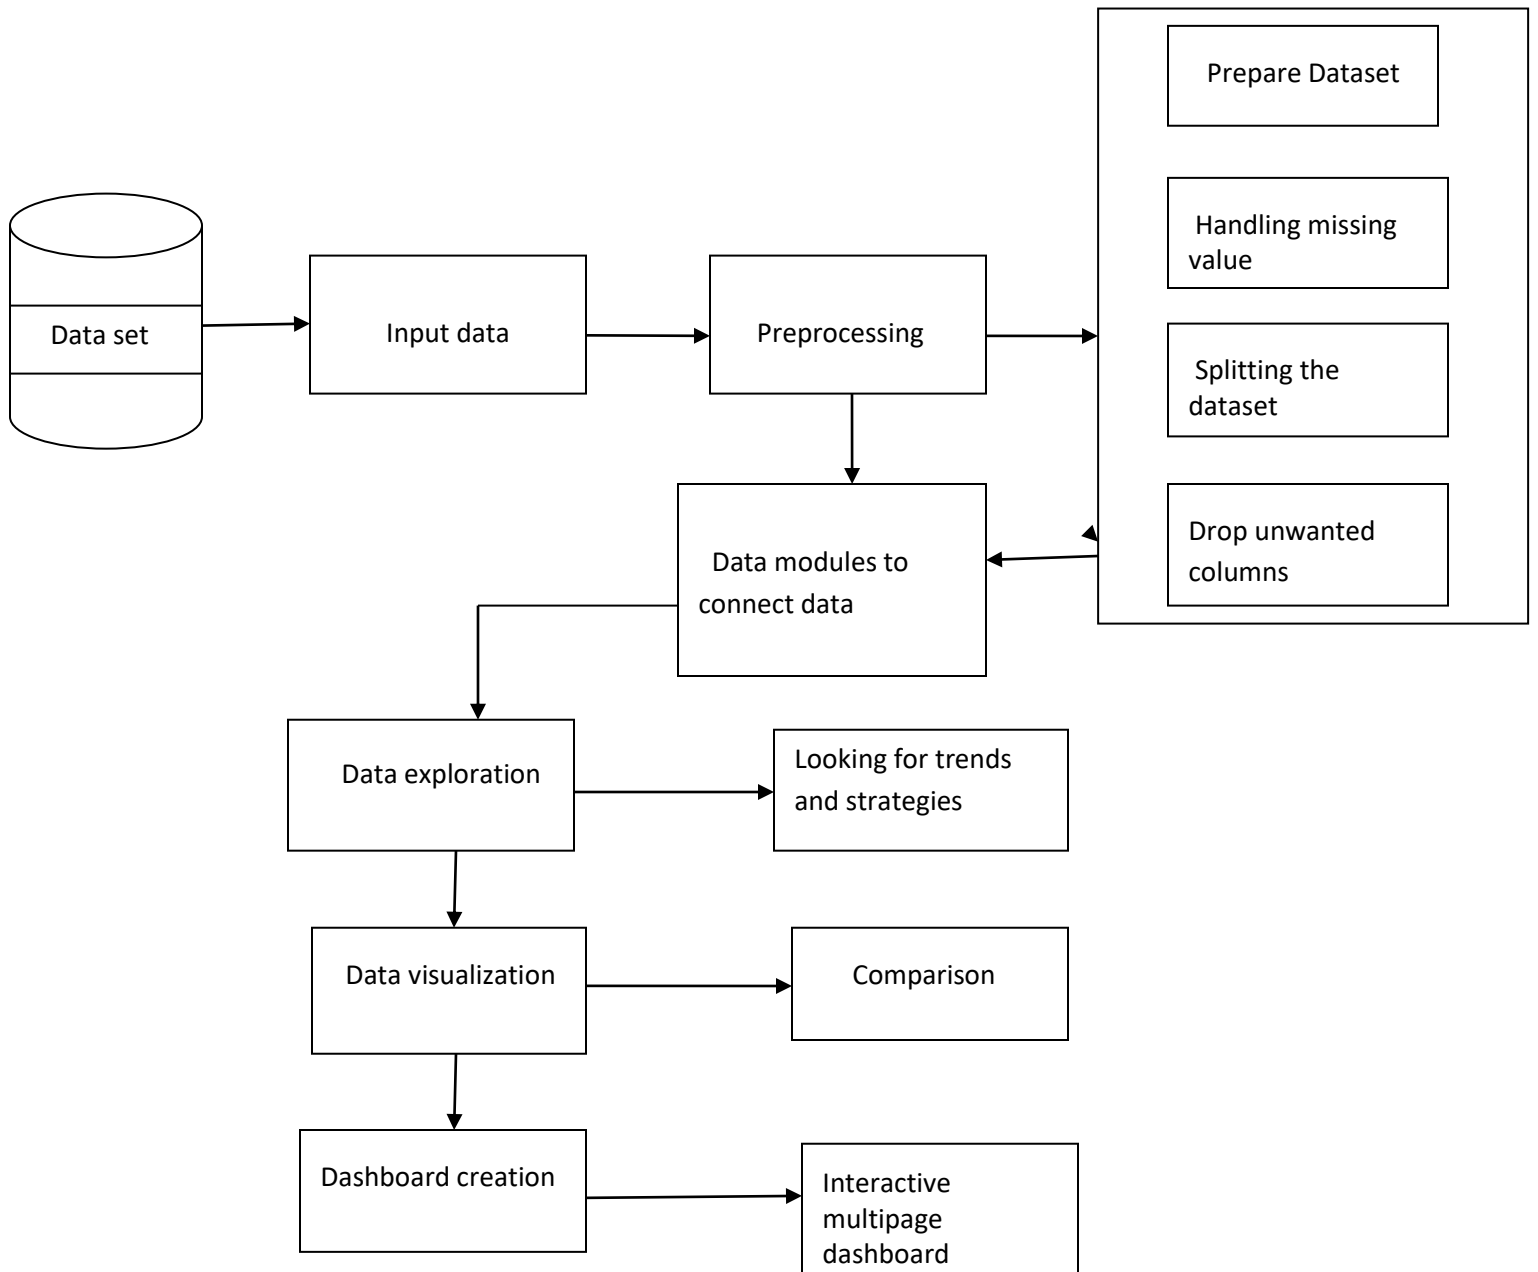 Data set
Input data
Preprocessing
Prepare Dataset
Handling missing
value
Splitting the
dataset
Drop unwanted
columns
Data modules to
connect data
Data exploration
Looking for trends
and strategies
Data visualization
Comparison
Dashboard creation
Interactive
multipage
dashboard